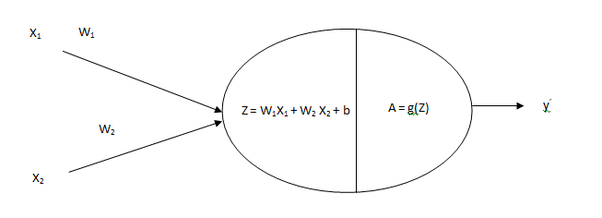 X₁ W₁
Z = W₁X₁ + W₂ X₂ + b A = g(Z) y'
W₂
X₂